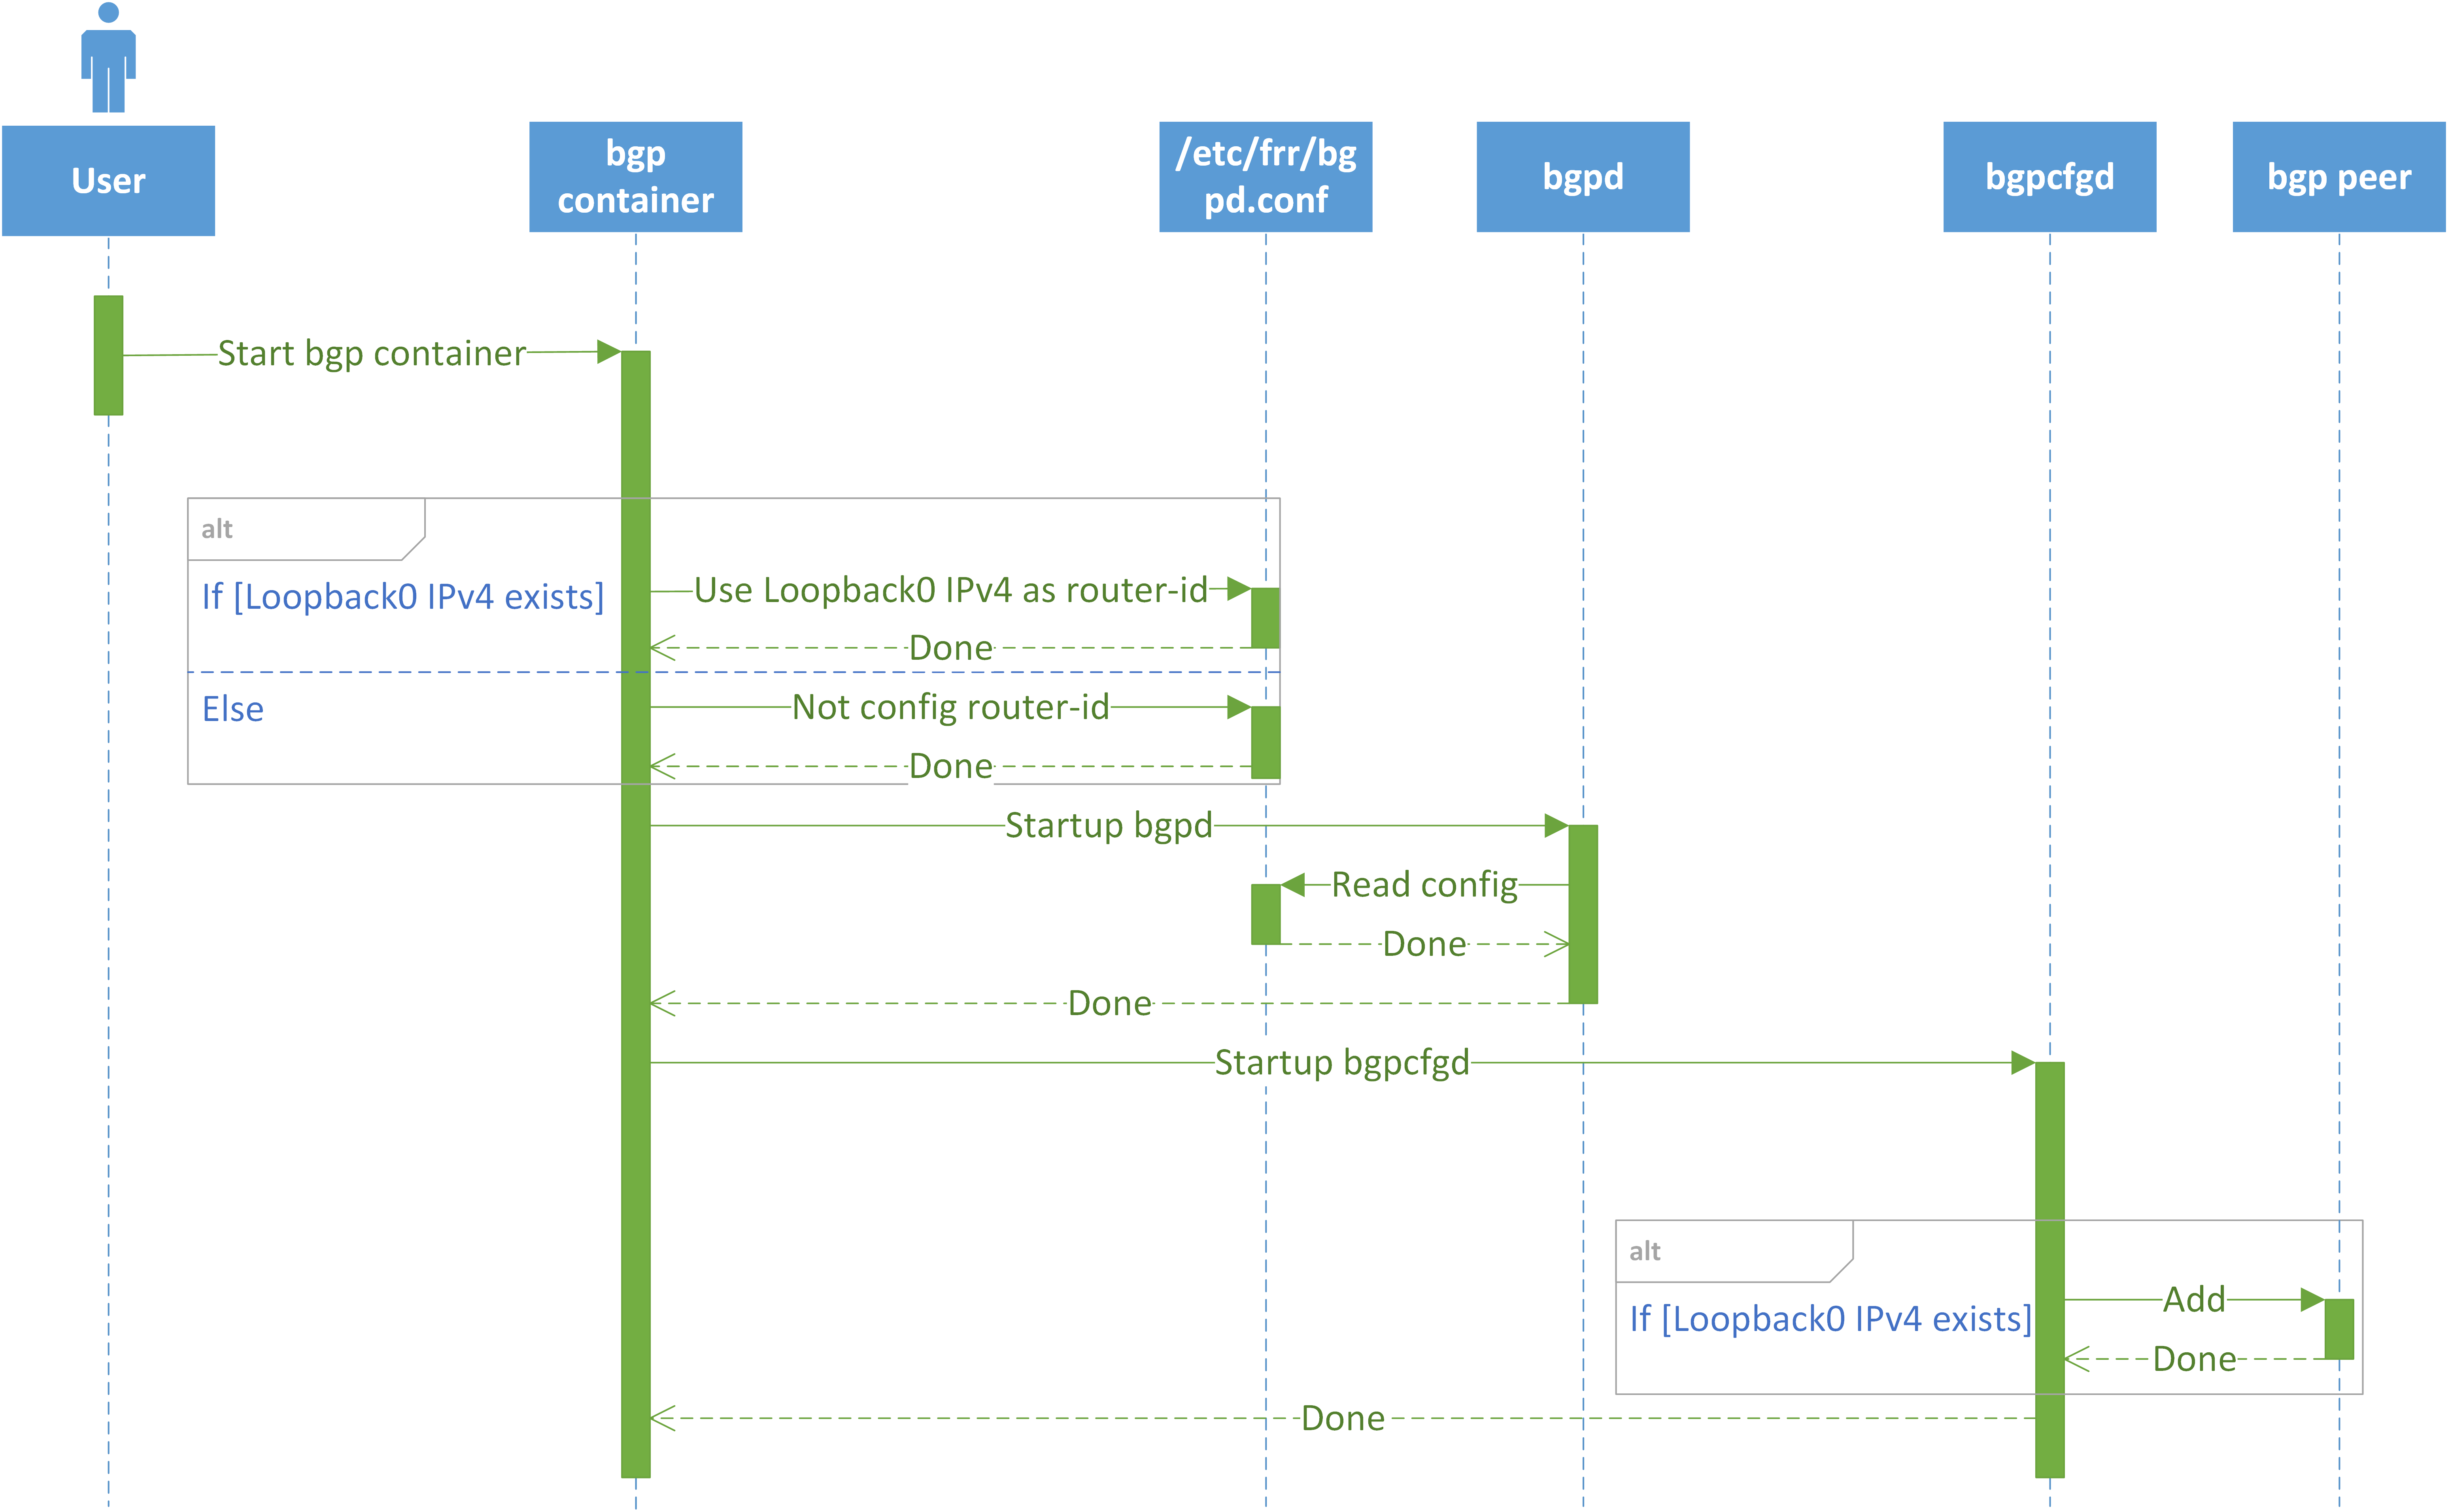 User
bgp
container
/etc/frr/bg
pd.conf
bgpd
bgpcfgd
bgp peer
Start bgp container
alt
If [Loopback0 IPv4 exists]
Use Loopback0 IPv4 as router-id
Done
Else
Not config router-id
Done
Startup bgpd
Read config
Done
Done
Startup bgpcfgd
alt
If [Loopback0 IPv4 exists]
Add
Done
Done